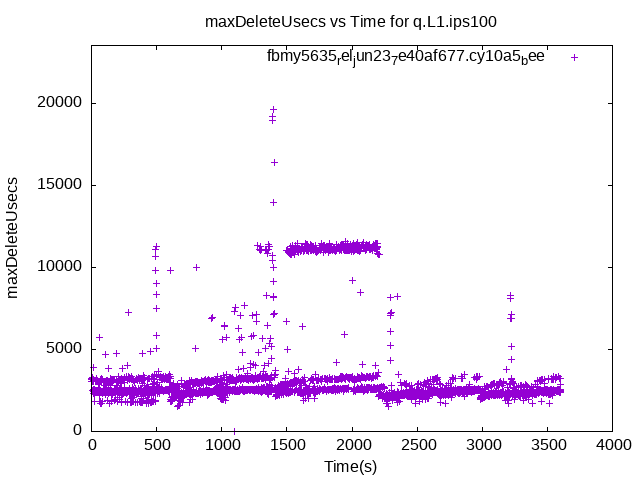 maxDeleteUsecs vs Time for q.L1.ips100
fbmy5635reljun237e40af677.cy10a5bee
maxDeleteUsecs
20000
15000
10000
5000
0
0 500 1000 1500 2000 2500 3000 3500 4000
Time(s)